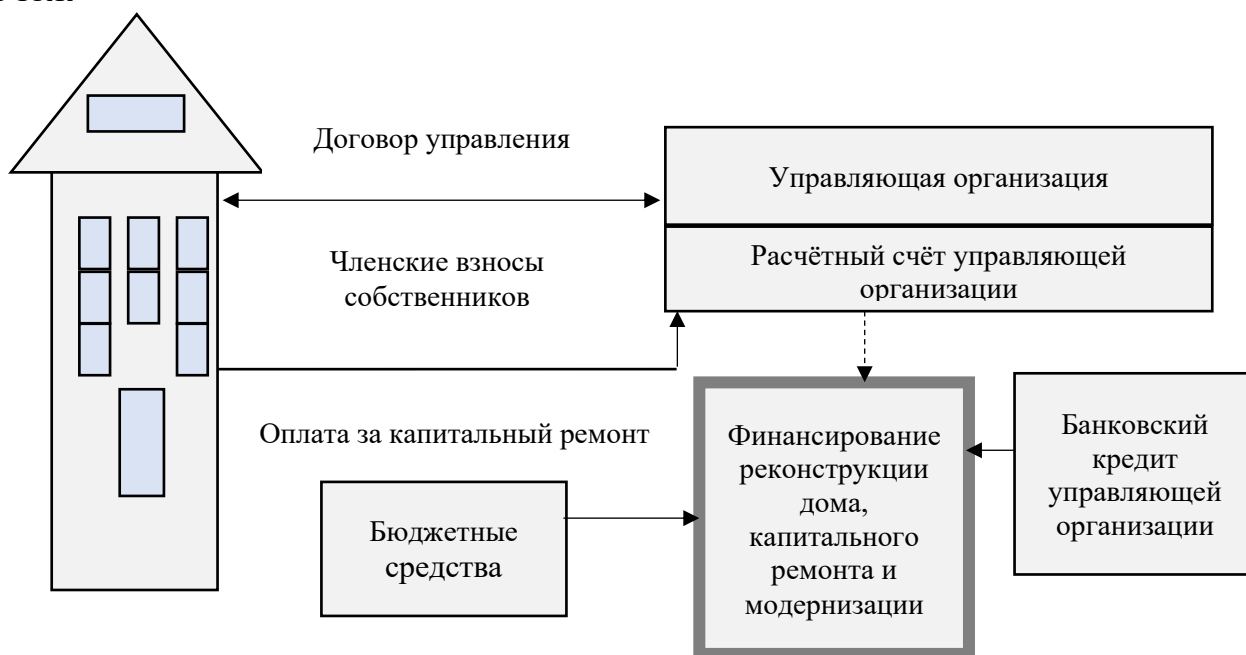 Договор управления
Управляющая организация
Членские взносы
собственников
Расчётный счёт управляющей
организации
Оплата за капитальный ремонт
Бюджетные
средства
Финансирование
реконструкции
дома,
капитального
ремонта и
модернизации
Банковский
кредит
управляющей
организации